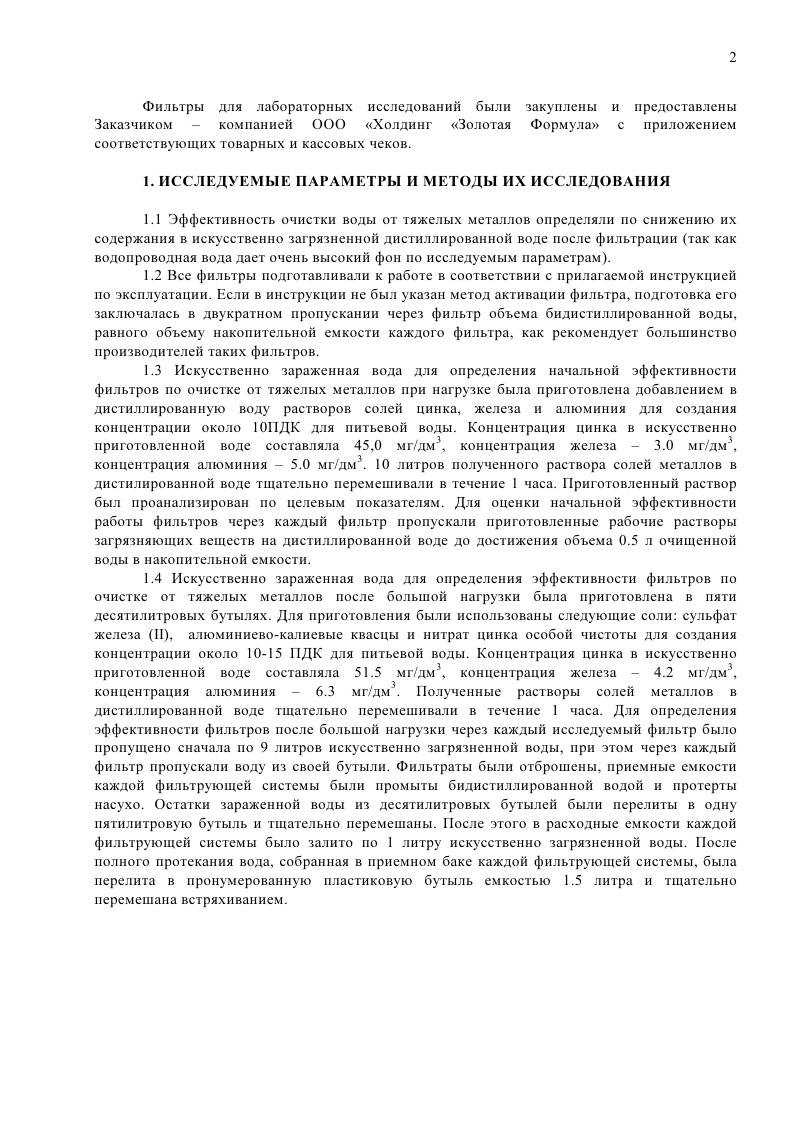 2
Фильтры для лабораторных исследований были закуплены и предоставлены
Заказчиком – компанией ООО «Холдинг «Золотая Формула» с приложением
соответствующих товарных и кассовых чеков.
1. ИССЛЕДУЕМЫЕ ПАРАМЕТРЫ И МЕТОДЫ ИХ ИССЛЕДОВАНИЯ
1.1 Эффективность очистки воды от тяжелых металлов определяли по снижению их
содержания в искусственно загрязненной дистиллированной воде после фильтрации (так как
водопроводная вода дает очень высокий фон по исследуемым параметрам).
1.2 Все фильтры подготавливали к работе в соответствии с прилагаемой инструкцией
по эксплуатации. Если в инструкции не был указан метод активации фильтра, подготовка его
заключалась в двукратном пропускании через фильтр объема бидистиллированной воды,
равного объему накопительной емкости каждого фильтра, как рекомендует большинство
производителей таких фильтров.
1.3 Искусственно зараженная вода для определения начальной эффективности
фильтров по очистке от тяжелых металлов при нагрузке была приготовлена добавлением в
дистиллированную воду растворов солей цинка, железа и алюминия для создания
концентрации около 10ПДК для питьевой воды. Концентрация цинка в искусственно
приготовленной воде составляла 45,0 мг/дм³, концентрация железа – 3.0 мг/дм³,
концентрация алюминия – 5.0 мг/дм³. 10 литров полученного раствора солей металлов в
дистилированной воде тщательно перемешивали в течение 1 часа. Приготовленный раствор
был проанализирован по целевым показателям. Для оценки начальной эффективности
работы фильтров через каждый фильтр пропускали приготовленные рабочие растворы
загрязняющих веществ на дистиллированной воде до достижения объема 0.5 л очищенной
воды в накопительной емкости.
1.4 Искусственно зараженная вода для определения эффективности фильтров по
очистке от тяжелых металлов после большой нагрузки была приготовлена в пяти
десятилитровых бутылях. Для приготовления были использованы следующие соли: сульфат
железа (II), алюминиево-калиевые квасцы и нитрат цинка особой чистоты для создания
концентрации около 10-15 ПДК для питьевой воды. Концентрация цинка в искусственно
приготовленной воде составляла 51.5 мг/дм³, концентрация железа – 4.2 мг/дм³,
концентрация алюминия – 6.3 мг/дм³. Полученные растворы солей металлов в
дистиллированной воде тщательно перемешивали в течение 1 часа. Для определения
эффективности фильтров после большой нагрузки через каждый исследуемый фильтр было
пропущено сначала по 9 литров искусственно загрязненной воды, при этом через каждый
фильтр пропускали воду из своей бутыли. Фильтраты были отброшены, приемные емкости
каждой фильтрующей системы были промыты бидистиллированной водой и протерты
насухо. Остатки зараженной воды из десятилитровых бутылей были перелиты в одну
пятилитровую бутыль и тщательно перемешаны. После этого в расходные емкости каждой
фильтрующей системы было залито по 1 литру искусственно загрязненной воды. После
полного протекания вода, собранная в приемном баке каждой фильтрующей системы, была
перелита в пронумерованную пластиковую бутыль емкостью 1.5 литра и тщательно
перемешана встряхиванием.